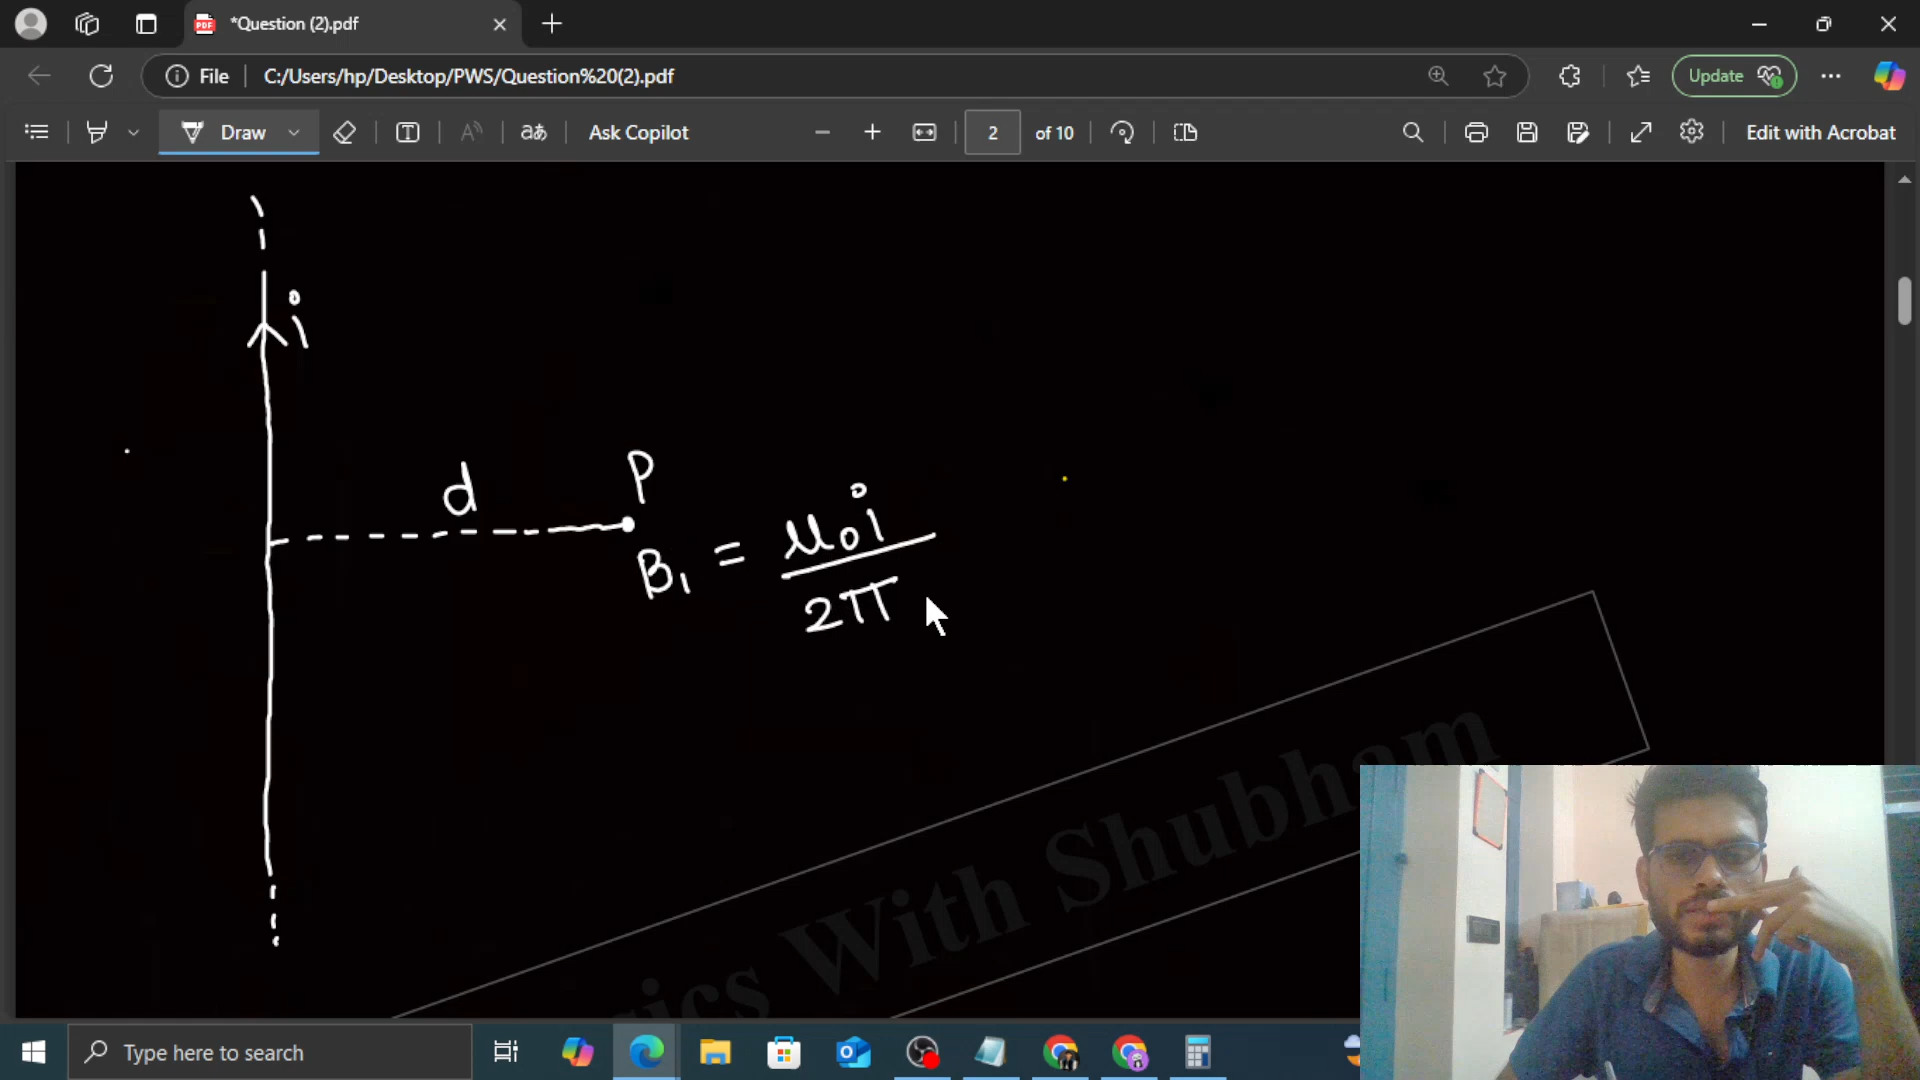 *Question (2).pdf
File C:/Users/hp/Desktop/PWS/Question%20(2).pdf Update
Draw Ask Copilot 2 of 10 Edit with Acrobat
i
d
P
B₁ = μ₀i / 2π
ics With Shubham
Type here to search